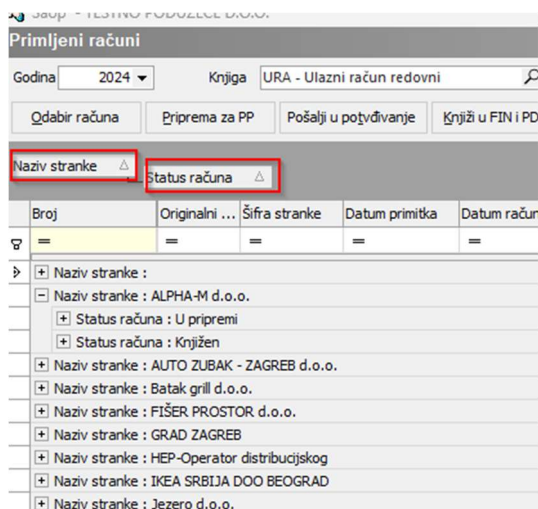 Saop - TESTNO PODUZEĆE D.O.O.
Primljeni računi
Godina 2024 Knjiga URA - Ulazni račun redovni
Odabir računa Priprema za PP Pošalji u potvđivanje Knjiži u FIN i PD
Naziv stranke
Status računa
Broj Originalni ... Šifra stranke Datum primitka Datum račun
= = = = =
Naziv stranke :
Naziv stranke : ALPHA-M d.o.o.
Status računa : U pripremi
Status računa : Knjižen
Naziv stranke : AUTO ZUBAK - ZAGREB d.o.o.
Naziv stranke : Batak grill d.o.o.
Naziv stranke : FIŠER PROSTOR d.o.o.
Naziv stranke : GRAD ZAGREB
Naziv stranke : HEP-Operator distribucijskog
Naziv stranke : IKEA SRBIJA DOO BEOGRAD
Naziv stranke : Jezero d.o.o.